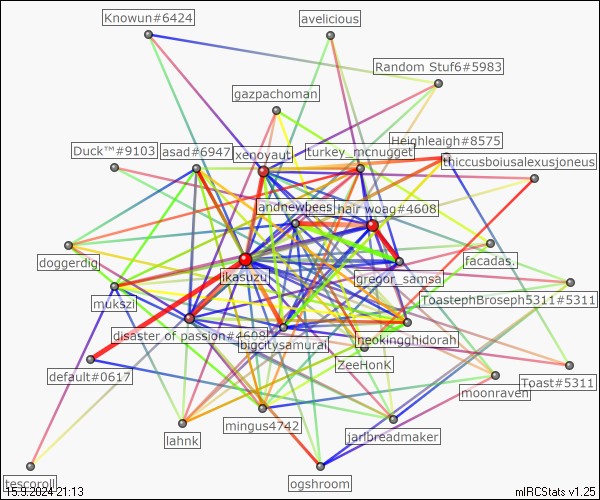 Knowun#6424
avelicious
Random Stuf6#5983
gazpachoman
Heighleaigh#8575
Duck™#9103
asad#6947
xenoyaut
turkey_mcnugget
thiccusboiusalexusjoneus
andnewbees
hair woag#4608
doggerdig
facadas.
jkasuzu
gregor_samsa
mukszi
ToastephBroseph5311#5311
disaster of passion#4608
bigcitysamurai
neokingghidorah
ZeeHonK
default#0617
Toast#5311
moonraven
mingus4742
lahnk
jarlbreadmaker
tescoroll
ogshroom
15.9.2024 21:13
mIRCStats v1.25